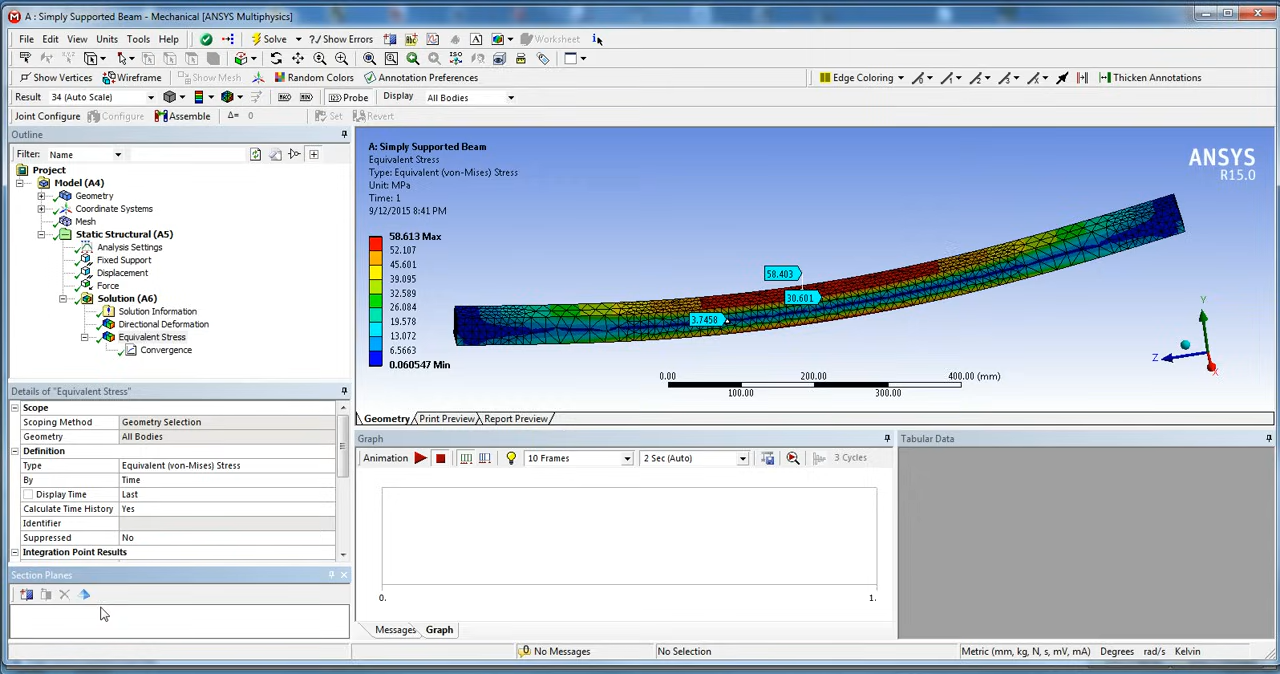 A : Simply Supported Beam - Mechanical [ANSYS Multiphysics]
File Edit View Units Tools Help Solve ?/ Show Errors Worksheet
Show Vertices Wireframe Show Mesh Random Colors Annotation Preferences Edge Coloring Thicken Annotations
Result 34 (Auto Scale) MAX MIN Probe Display All Bodies
Joint Configure Configure Assemble Δ= 0 Set Revert
Outline
Filter: Name
Project
Model (A4)
Geometry
Coordinate Systems
Mesh
Static Structural (A5)
Analysis Settings
Fixed Support
Displacement
Force
Solution (A6)
Solution Information
Directional Deformation
Equivalent Stress
Convergence
Details of "Equivalent Stress"
Scope
Scoping Method Geometry Selection
Geometry All Bodies
Definition
Type Equivalent (von-Mises) Stress
By Time
Display Time Last
Calculate Time History Yes
Identifier
Suppressed No
Integration Point Results
Section Planes
A: Simply Supported Beam
Equivalent Stress
Type: Equivalent (von-Mises) Stress
Unit: MPa
Time: 1
9/12/2015 8:41 PM
58.613 Max
52.107
45.601
39.095
32.589
26.084
19.578
13.072
6.5663
0.060547 Min
58.403
30.601
3.7458
ANSYS
R15.0
Y
Z
X
0.00 200.00 400.00 (mm)
100.00 300.00
Geometry Print Preview Report Preview
Graph
Animation 10 Frames 2 Sec (Auto) 3 Cycles
0. 1.
Messages Graph
Tabular Data
No Messages No Selection Metric (mm, kg, N, s, mV, mA) Degrees rad/s Kelvin